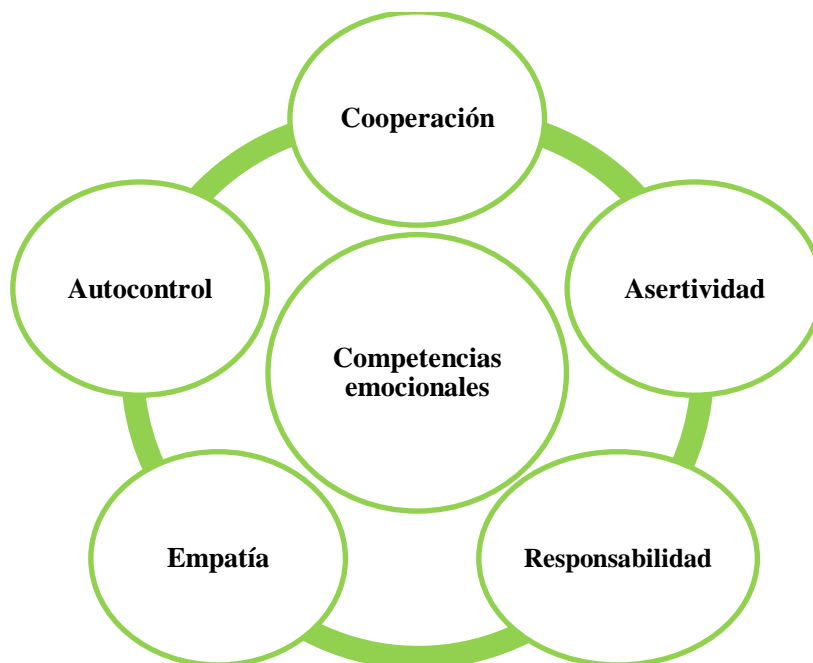 Cooperación
Autocontrol
Asertividad
Competencias
emocionales
Empatía
Responsabilidad